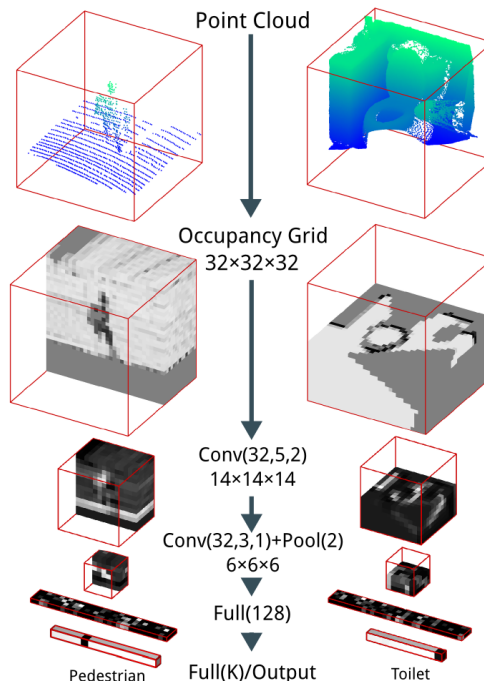 Point Cloud
Occupancy Grid
32×32×32
Conv(32,5,2)
14×14×14
Conv(32,3,1)+Pool(2)
6×6×6
Full(128)
Pedestrian
Full(K)/Output
Toilet